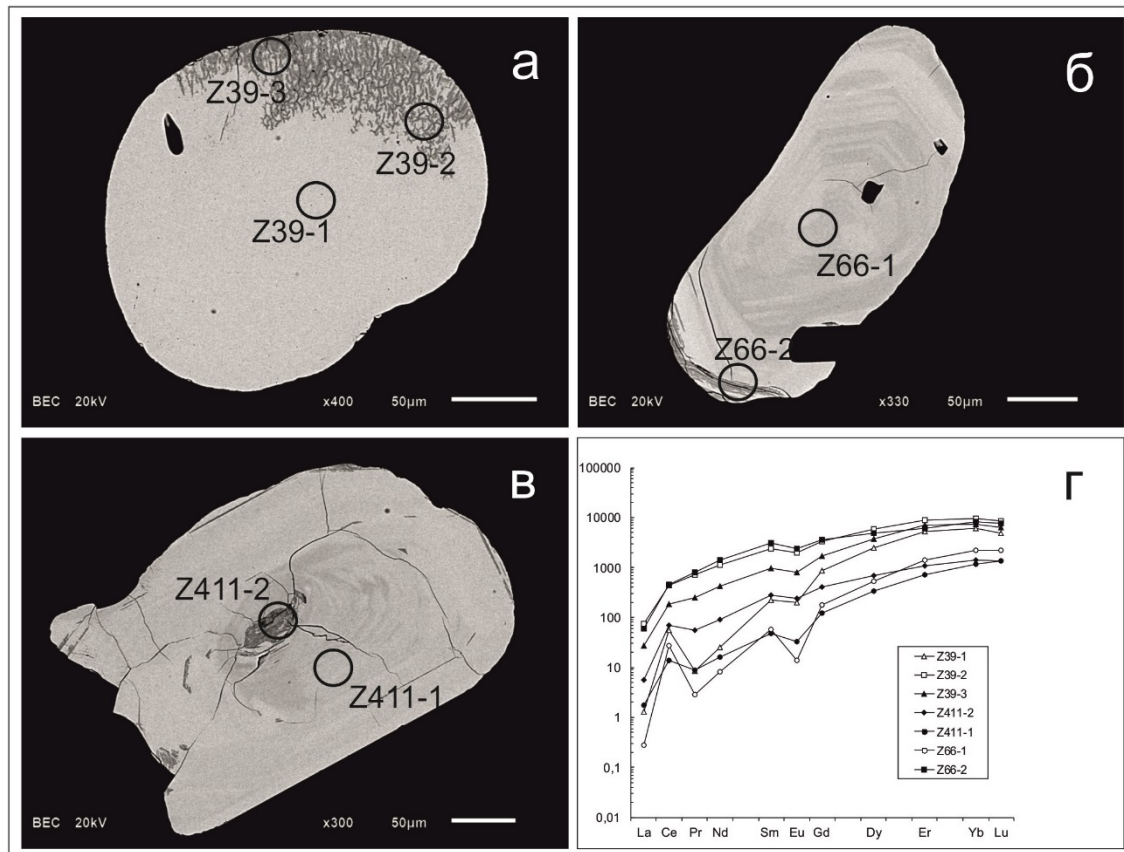 а
Z39-3
Z39-2
Z39-1
BEC 20kV x400 50µm
б
Z66-1
Z66-2
BEC 20kV x330 50µm
в
Z411-2
Z411-1
BEC 20kV x300 50µm
г
100000
10000
1000
100
10
1
0,1
0,01
La Ce Pr Nd Sm Eu Gd Dy Er Yb Lu
Z39-1
Z39-2
Z39-3
Z411-2
Z411-1
Z66-1
Z66-2